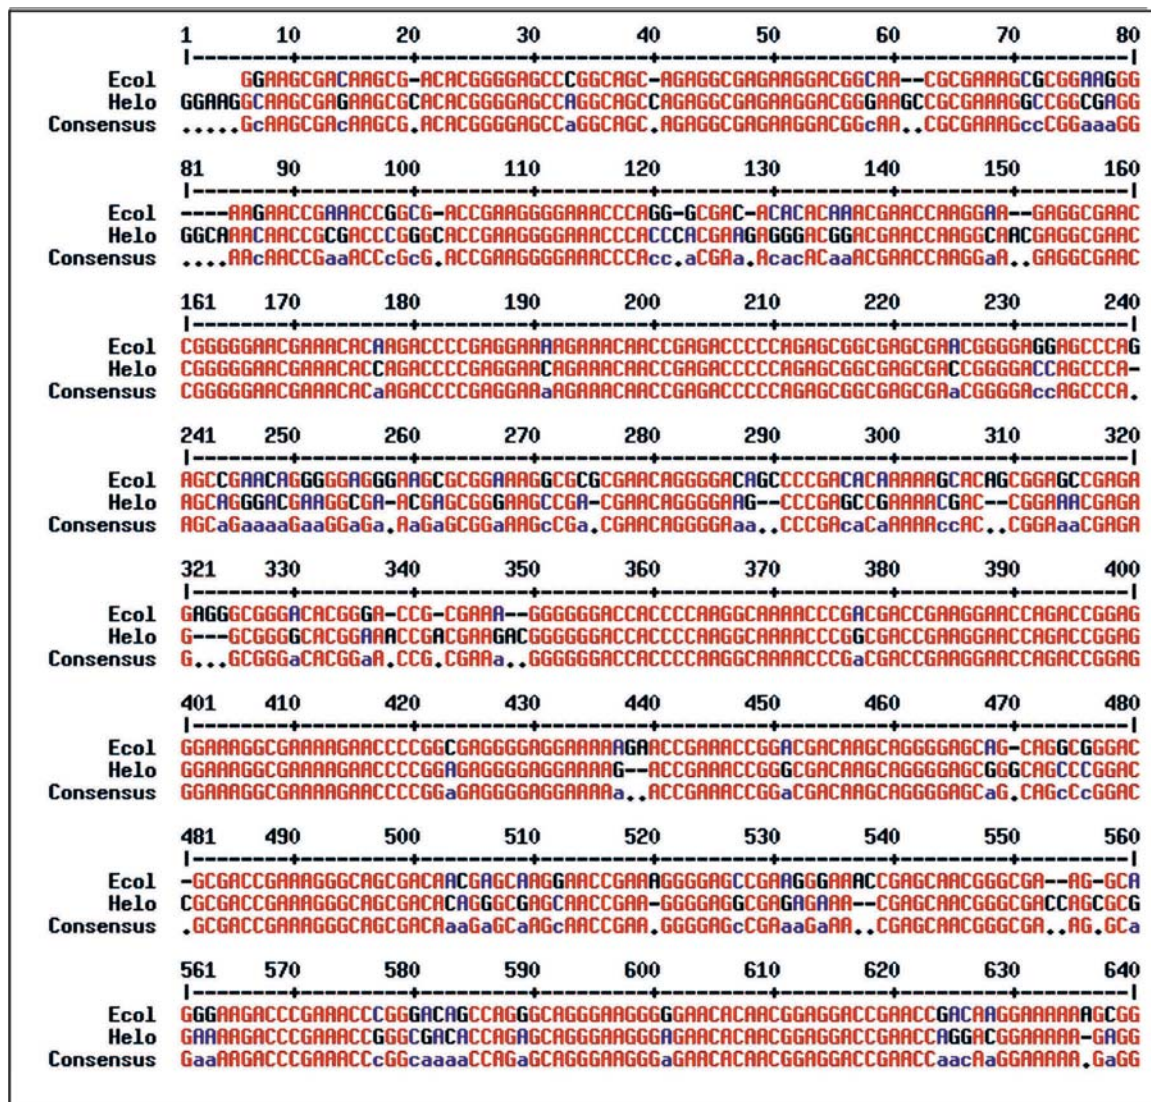 1 10 20 30 40 50 60 70 80
|--------+---------+---------+---------+---------+---------+---------+---------|
Ecol GGAAGCGACAAGCG-ACACGGGGAGCCCGGCAGC-AGAGGCGAGAAGGACGGCAA--CGCGAAAGCGCGGAAGGG
Helo GGAAGGCAAGCGAGAAGCGCACACGGGGAGCCAGGCAGCCAGAGGCGAGAAGGACGGGAAGCCGCGAAAGGCCGGCGAGG
Consensus .....GcAAGCGAcAAGCG.ACACGGGGAGCCaGGCAGC.AGAGGCGAGAAGGACGGcAA..CGCGAAAGccCGGaaaGG
81 90 100 110 120 130 140 150 160
|--------+---------+---------+---------+---------+---------+---------+---------|
Ecol ----AAGAACCGAAACCGGCG-ACCGAAGGGGAAACCCAGG-GCGAC-ACACACAAACGAACCAAGGAA--GAGGCGAAC
Helo GGCAAACAACCGCGACCCGGGCACCGAAGGGGAAACCCACCCACGAAGAGGGACGGACGAACCAAGGCAACGAGGCGAAC
Consensus ....AAcAACCGaaACCcGcG.ACCGAAGGGGAAACCCAcc.aCGAa.AcacACaaACGAACCAAGGaA..GAGGCGAAC
161 170 180 190 200 210 220 230 240
|--------+---------+---------+---------+---------+---------+---------+---------|
Ecol CGGGGGAACGAAACACAAGACCCCGAGGAAAAGAAACAACCGAGACCCCCAGAGCGGCGAGCGAACGGGGAGGAGCCCAG
Helo CGGGGGAACGAAACACCAGACCCCGAGGAACAGAAACAACCGAGACCCCCAGAGCGGCGAGCGACCGGGGACCAGCCCA-
Consensus CGGGGGAACGAAACACaAGACCCCGAGGAAaAGAAACAACCGAGACCCCCAGAGCGGCGAGCGAaCGGGGAccAGCCCA.
241 250 260 270 280 290 300 310 320
|--------+---------+---------+---------+---------+---------+---------+---------|
Ecol AGCCGAACAGGGGGAGGGAAGCGCGGAAAGGCGCGCGAACAGGGGACAGCCCCGACACAAAAAGCACAGCGGAGCCGAGA
Helo AGCAGGGACGAAGGCGA-ACGAGCGGGAAGCCGA-CGAACAGGGGAAG--CCCGAGCCGAAAACGAC--CGGAAACGAGA
Consensus AGCaGaaaaGaaGGaGa.AaGaGCGGaAAGcCGa.CGAACAGGGGAaa..CCCGAcaCaAAAAccAC..CGGAaaCGAGA
321 330 340 350 360 370 380 390 400
|--------+---------+---------+---------+---------+---------+---------+---------|
Ecol GAGGGCGGGACACGGGA-CCG-CGAAA--GGGGGGACCACCCCAAGGCAAAACCCGACGACCGAAGGAACCAGACCGGAG
Helo G---GCGGGGCACGGAAACCGACGAAGACGGGGGGACCACCCCAAGGCAAAACCCGGCGACCGAAGGAACCAGACCGGAG
Consensus G...GCGGGaCACGGaA.CCG.CGAAa..GGGGGGACCACCCCAAGGCAAAACCCGaCGACCGAAGGAACCAGACCGGAG
401 410 420 430 440 450 460 470 480
|--------+---------+---------+---------+---------+---------+---------+---------|
Ecol GGAAAGGCGAAAAGAACCCCGGCGAGGGGAGGAAAAAGAACCGAAACCGGACGACAAGCAGGGGAGCAG-CAGGCGGGAC
Helo GGAAAGGCGAAAAGAACCCCGGAGAGGGGAGGAAAAG--ACCGAAACCGGGCGACAAGCAGGGGAGCGGGCAGCCCGGAC
Consensus GGAAAGGCGAAAAGAACCCCGGaGAGGGGAGGAAAAa..ACCGAAACCGGaCGACAAGCAGGGGAGCaG.CAGcCcGGAC
481 490 500 510 520 530 540 550 560
|--------+---------+---------+---------+---------+---------+---------+---------|
Ecol -GCGACCGAAAGGGCAGCGACAAACGAGCAAGGAACCGAAAGGGGAGCCGAAGGGAAACCGAGCAACGGGCGA--AG-GCA
Helo CGCGACCGAAAGGGCAGCGACACAGGGCGAGCAACCGAA-GGGGAGGCGAGAGAAA--CGAGCAACGGGCGACCAGCGCG
Consensus .GCGACCGAAAGGGCAGCGACAaaGaGCaAGcAACCGAA.GGGGAGcCGAaaGaAA..CGAGCAACGGGCGA..AG.GCa
561 570 580 590 600 610 620 630 640
|--------+---------+---------+---------+---------+---------+---------+---------|
Ecol GGGAAGACCCGAAACCCGGGACAGCCAGGGCAGGGAAGGGGGAACACAACGGAGGACCGAACCGACAAGGAAAAAAGCGG
Helo GAAAAGACCCGAAACCGGGCGACACCAGAGCAGGGAAGGGAGAACACAACGGAGGACCGAACCAGGACGGAAAAA-GAGG
Consensus GaaAAGACCCGAAACCcGGcaaaaCCAGaGCAGGGAAGGGaGAACACAACGGAGGACCGAACCaacAaGGAAAAA.GaGG